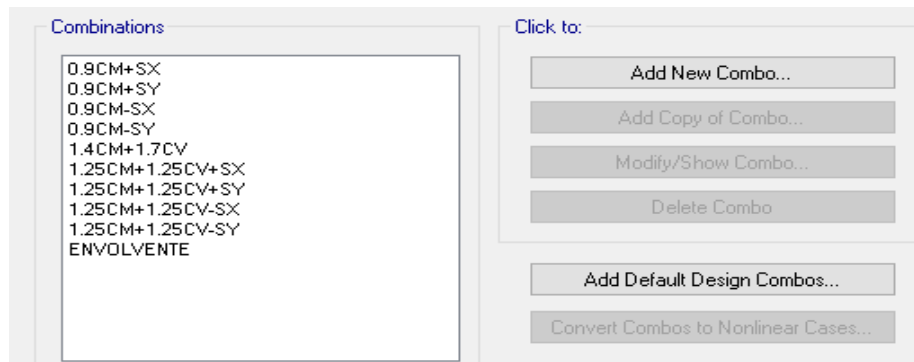 Combinations
0.9CM+SX
0.9CM+SY
0.9CM-SX
0.9CM-SY
1.4CM+1.7CV
1.25CM+1.25CV+SX
1.25CM+1.25CV+SY
1.25CM+1.25CV-SX
1.25CM+1.25CV-SY
ENVOLVENTE
Click to:
Add New Combo...
Add Copy of Combo...
Modify/Show Combo...
Delete Combo
Add Default Design Combos...
Convert Combos to Nonlinear Cases...